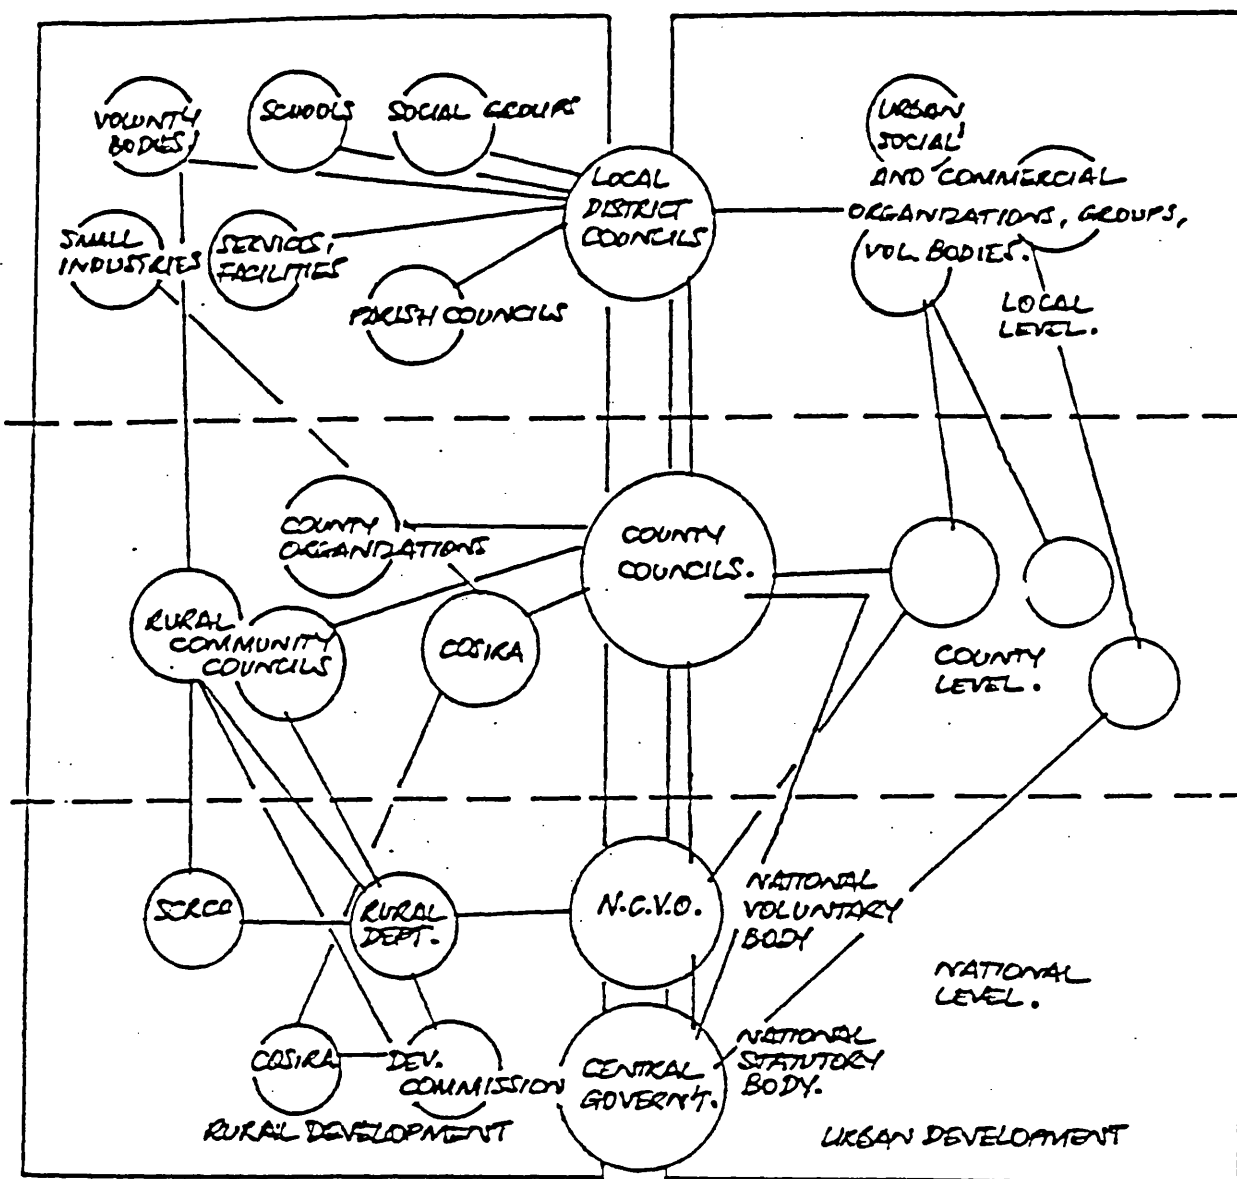 VOLUNTY
BODIES.
SCHOOLS
SOCIAL GROUPS
LOCAL
DISTRICT
COUNCILS
URBAN
SOCIAL
AND COMMERCIAL
ORGANIZATIONS, GROUPS,
VOL. BODIES.
SMALL
INDUSTRIES
SERVICES,
FACILITIES
PARISH COUNCILS
LOCAL
LEVEL.
COUNTY
ORGANIZATIONS
COUNTY
COUNCILS.
RURAL
COMMUNITY
COUNCILS
COSIRA
COUNTY
LEVEL.
SCRCC
RURAL
DEPT.
N.C.V.O.
NATIONAL
VOLUNTARY
BODY
NATIONAL
LEVEL.
COSIRA
DEV.
COMMISSION
CENTRAL
GOVERN'T.
NATIONAL
STATUTORY
BODY.
RURAL DEVELOPMENT
URBAN DEVELOPMENT